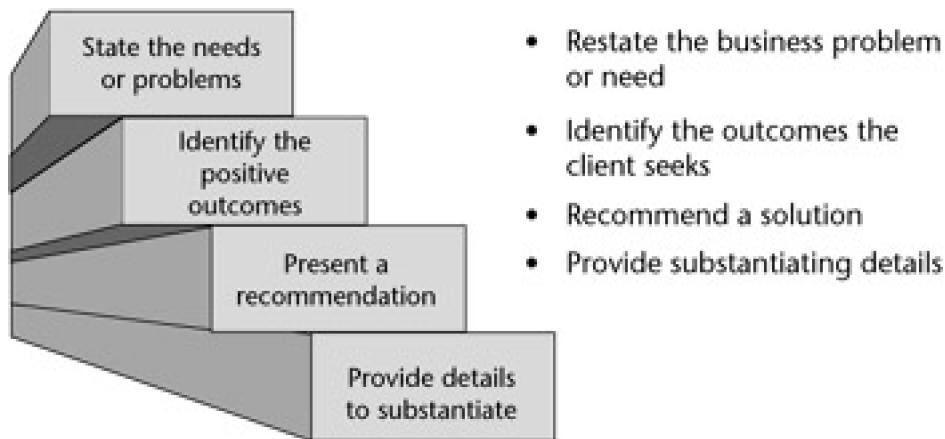 State the needs
or problems
Identify the
positive
outcomes
Present a
recommendation
Provide details
to substantiate
• Restate the business problem
or need
• Identify the outcomes the
client seeks
• Recommend a solution
• Provide substantiating details